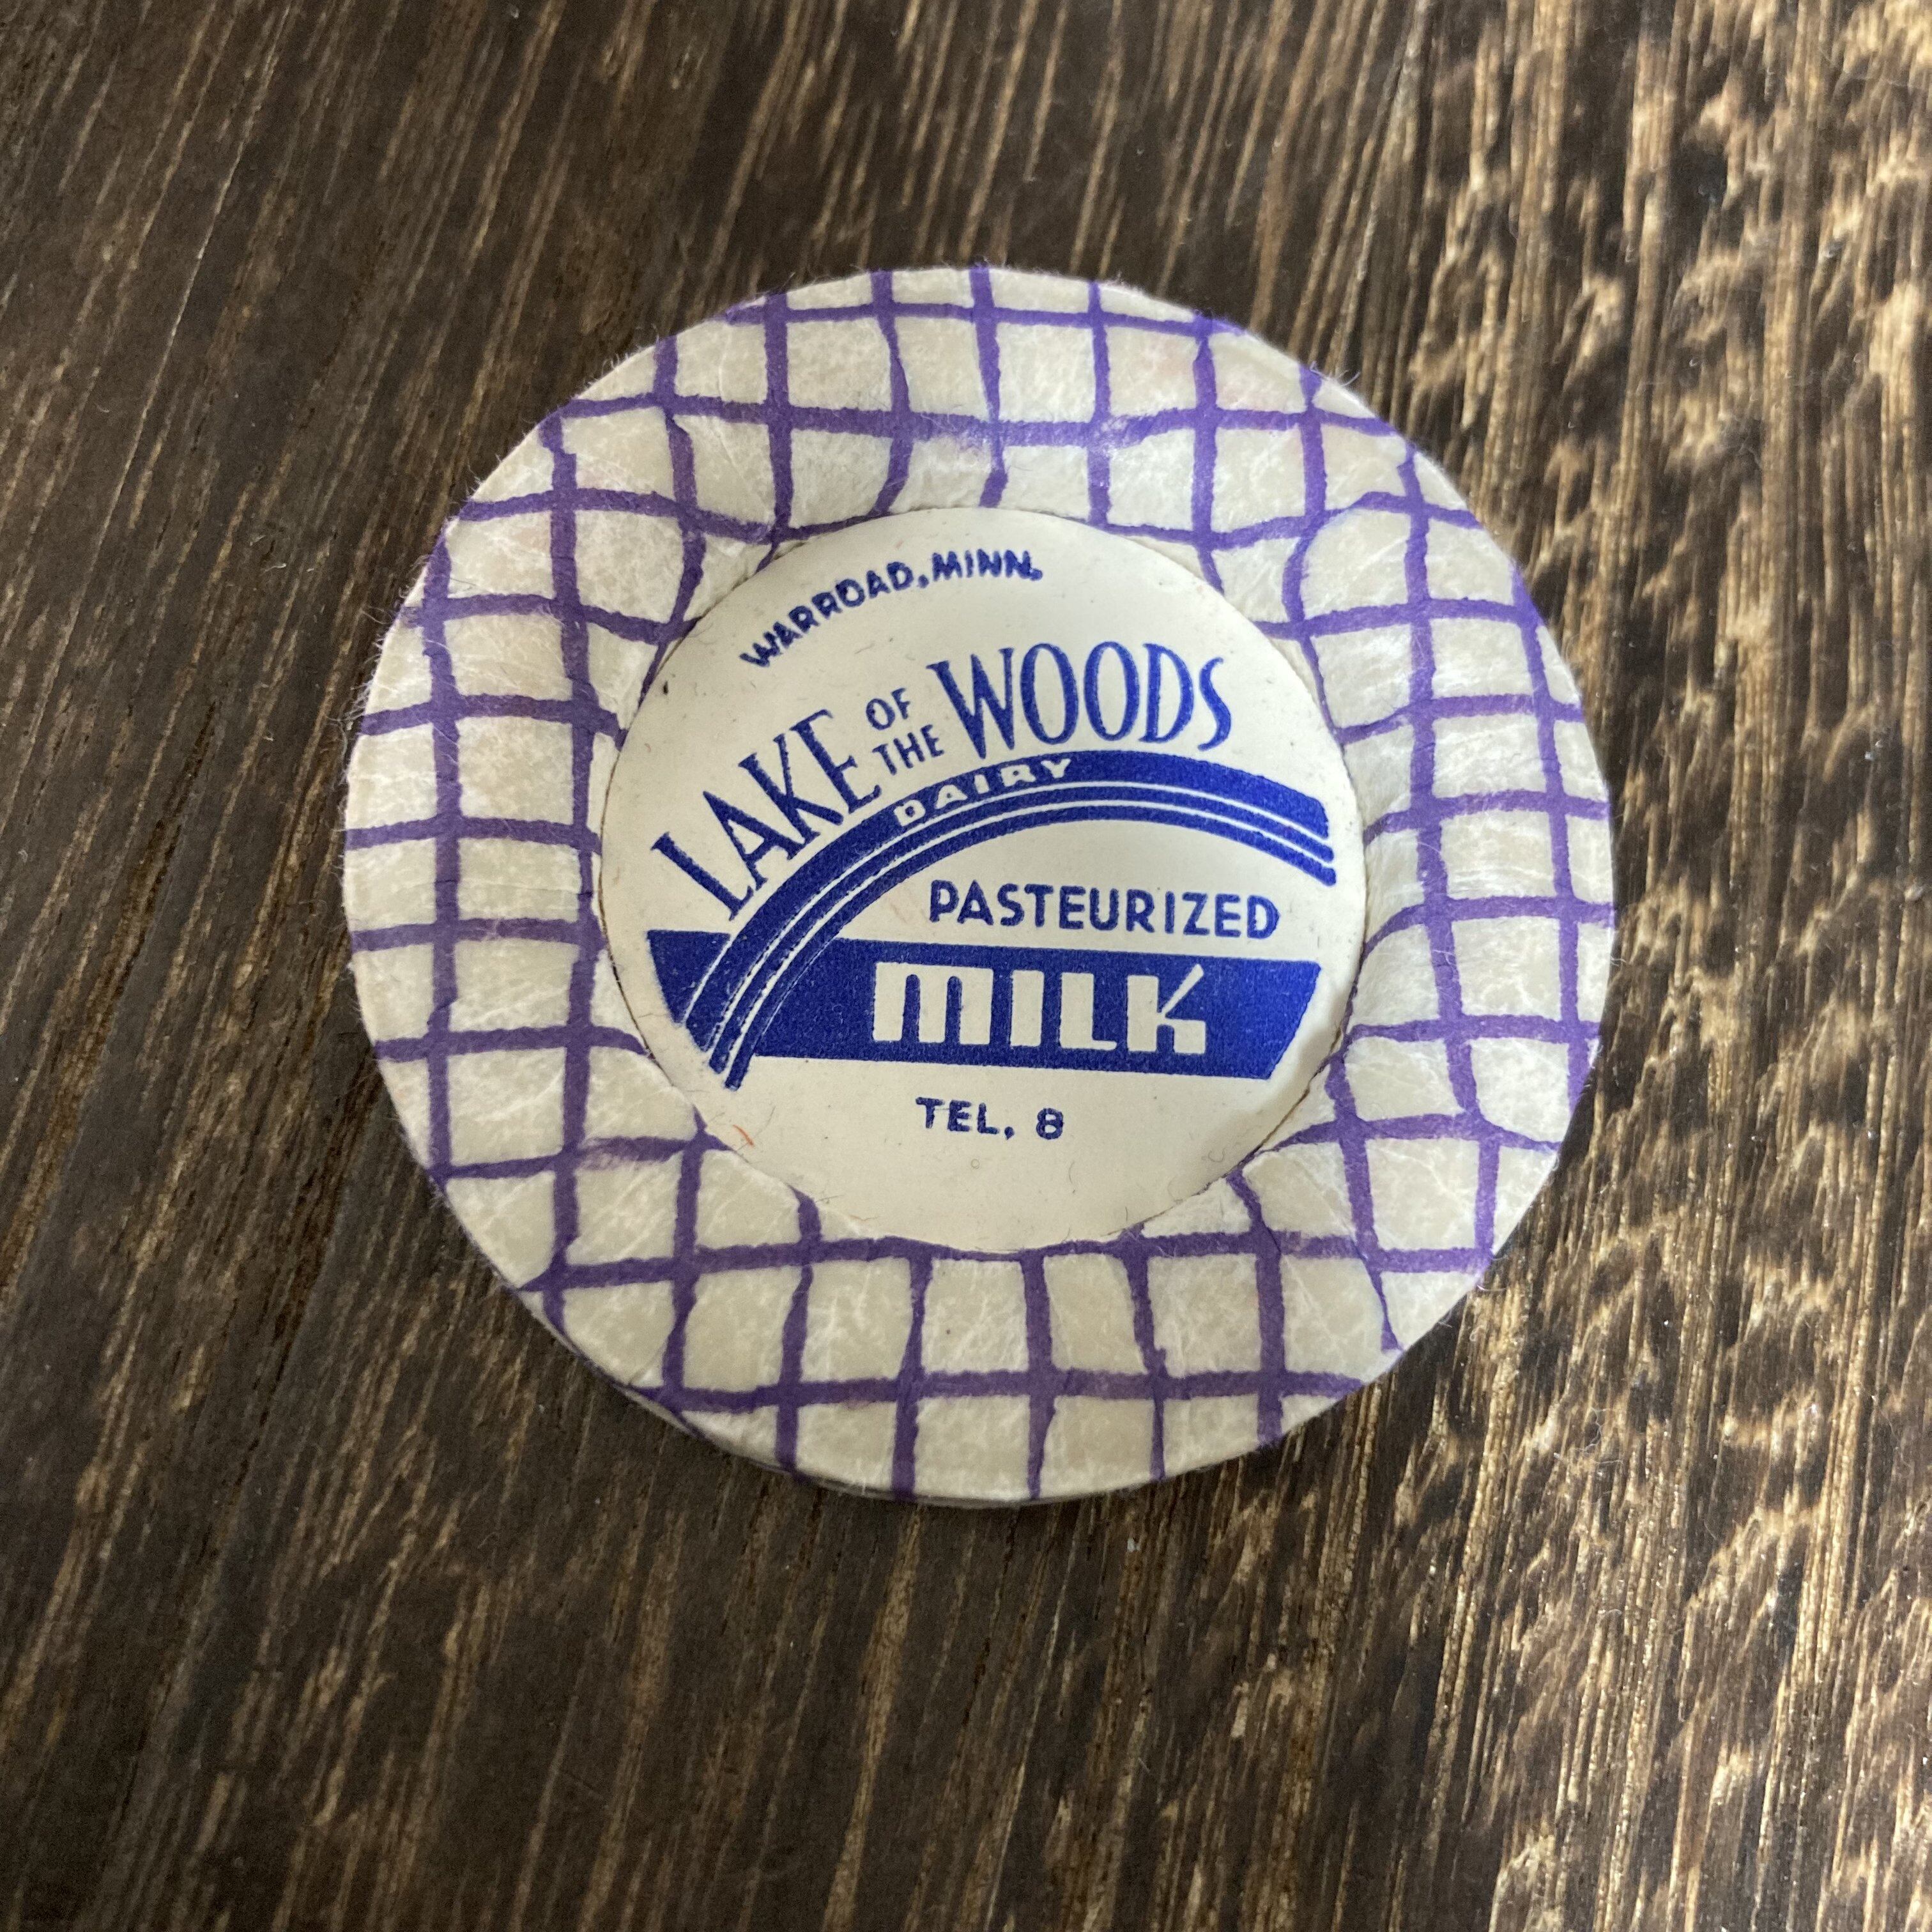 WARROAD, MINN.
LAKE OF THE WOODS
DAIRY
PASTEURIZED
MILK
TEL. 8